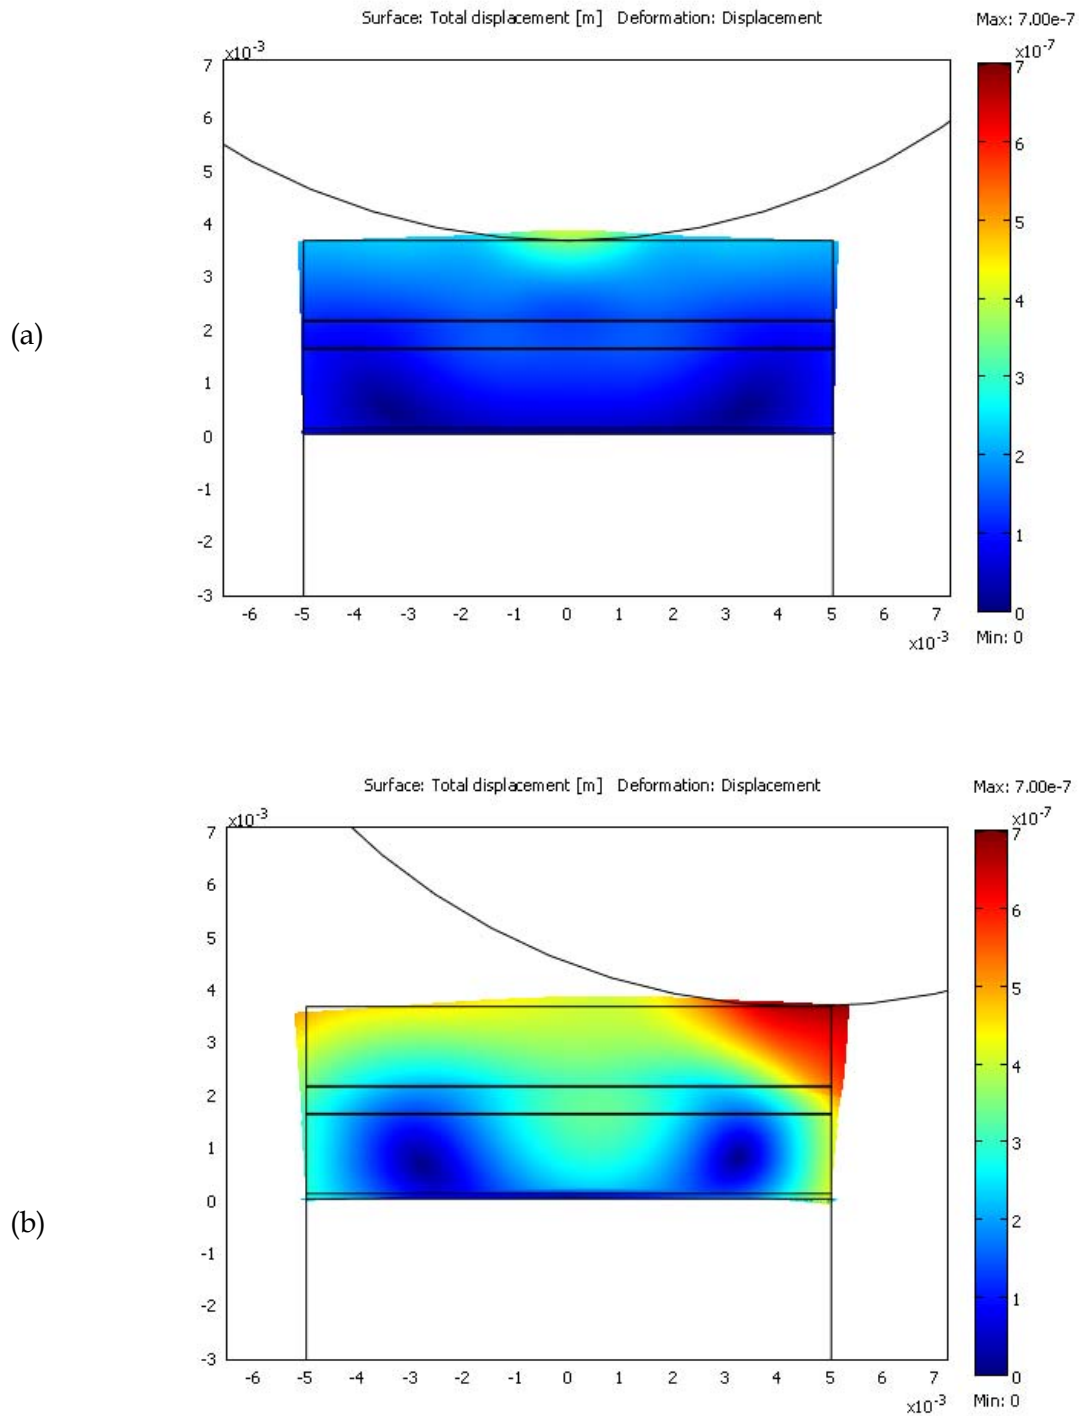 Surface: Total displacement [m]   Deformation: Displacement
Max: 7.00e-7
x10-3
x10-7
7
6
5
4
3
2
1
0
-1
-2
-3
(a)
-6 -5 -4 -3 -2 -1 0 1 2 3 4 5 6 7
x10-3
7
6
5
4
3
2
1
0
Min: 0
Surface: Total displacement [m]   Deformation: Displacement
Max: 7.00e-7
x10-3
x10-7
7
6
5
4
3
2
1
0
-1
-2
-3
(b)
-6 -5 -4 -3 -2 -1 0 1 2 3 4 5 6 7
x10-3
7
6
5
4
3
2
1
0
Min: 0